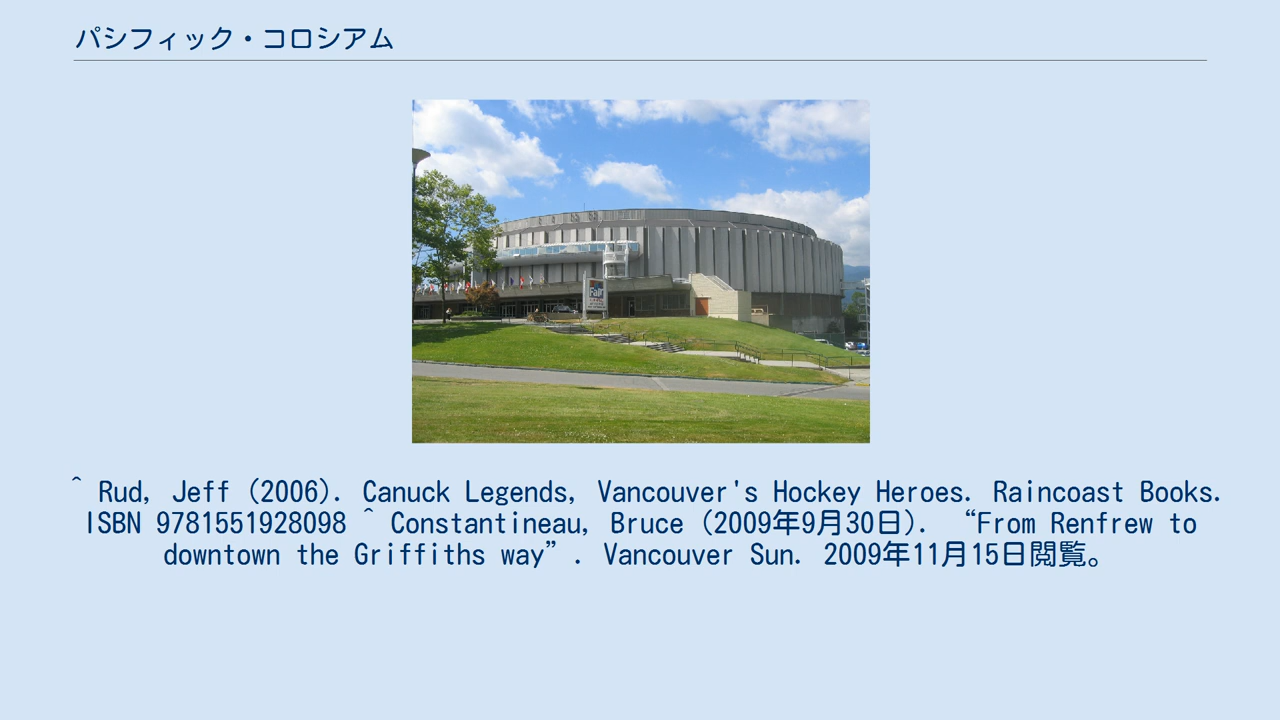 パシフィック・コロシアム
Fair
^ Rud, Jeff (2006). Canuck Legends, Vancouver's Hockey Heroes. Raincoast Books.
ISBN 9781551928098 ^ Constantineau, Bruce (2009年9月30日). “From Renfrew to
downtown the Griffiths way”. Vancouver Sun. 2009年11月15日閲覧。